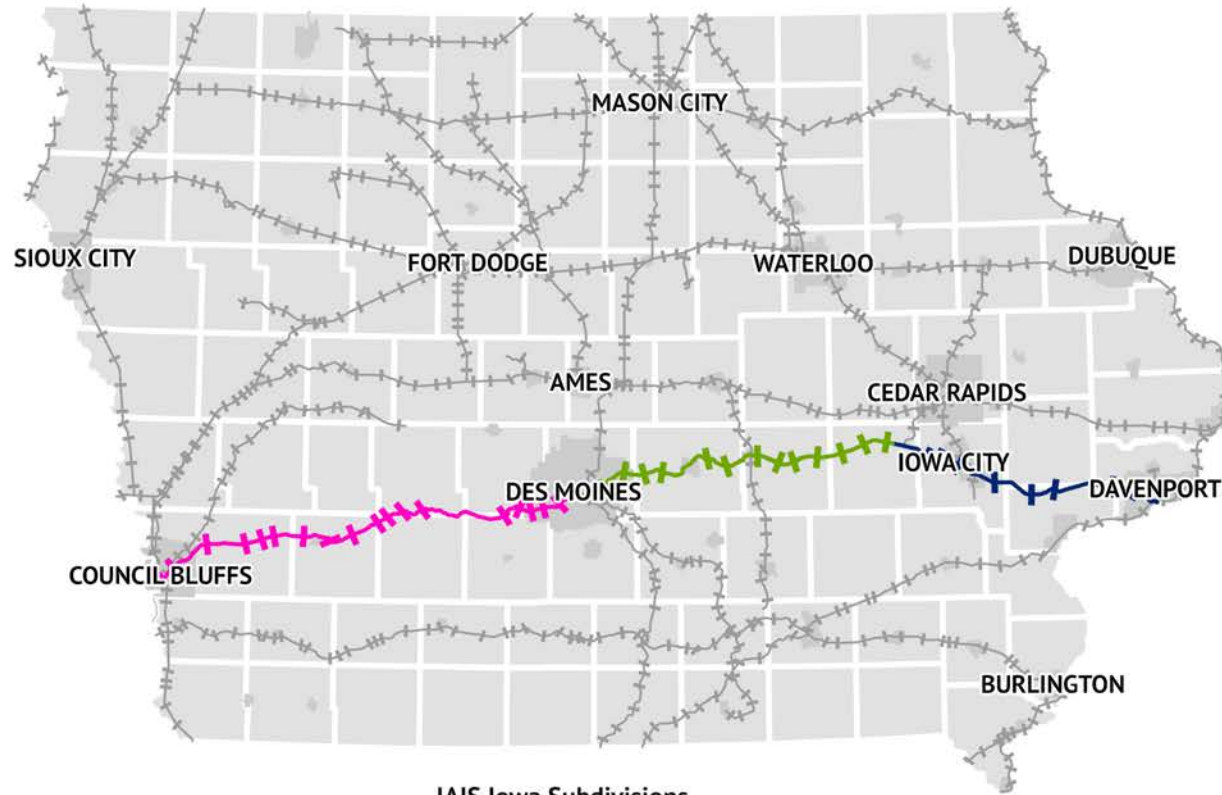 MASON CITY
SIOUX CITY
FORT DODGE
WATERLOO
DUBUQUE
AMES
CEDAR RAPIDS
IOWA CITY
DES MOINES
DAVENPORT
COUNCIL BLUFFS
BURLINGTON
IAIS Iowa Subdivisions